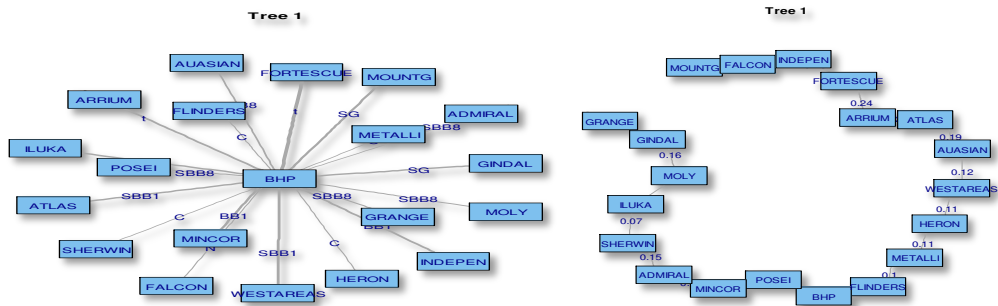 Tree 1
AUASIAN
FORTESCUE
MOUNTG
ARRIUM
FLINDERS
t
t
SG
ADMIRAL
METALLI
SBB8
C
ILUKA
POSEI
SBB8
BHP
SG
GINDAL
ATLAS
SBB1
SBB8
SBB8
MOLY
C
BB1
GRANGE
SHERWIN
MINCOR
SBB1
C
INDEPEN
FALCON
WESTAREAS
HERON
Tree 1
MOUNTG
FALCON
INDEPEN
FORTESCUE
0.24
ARRIUM
ATLAS
0.19
AUASIAN
0.12
WESTAREAS
0.11
HERON
0.11
METALLI
0.1
FLINDERS
BHP
POSEI
MINCOR
ADMIRAL
0.15
SHERWIN
0.07
ILUKA
MOLY
0.16
GINDAL
GRANGE